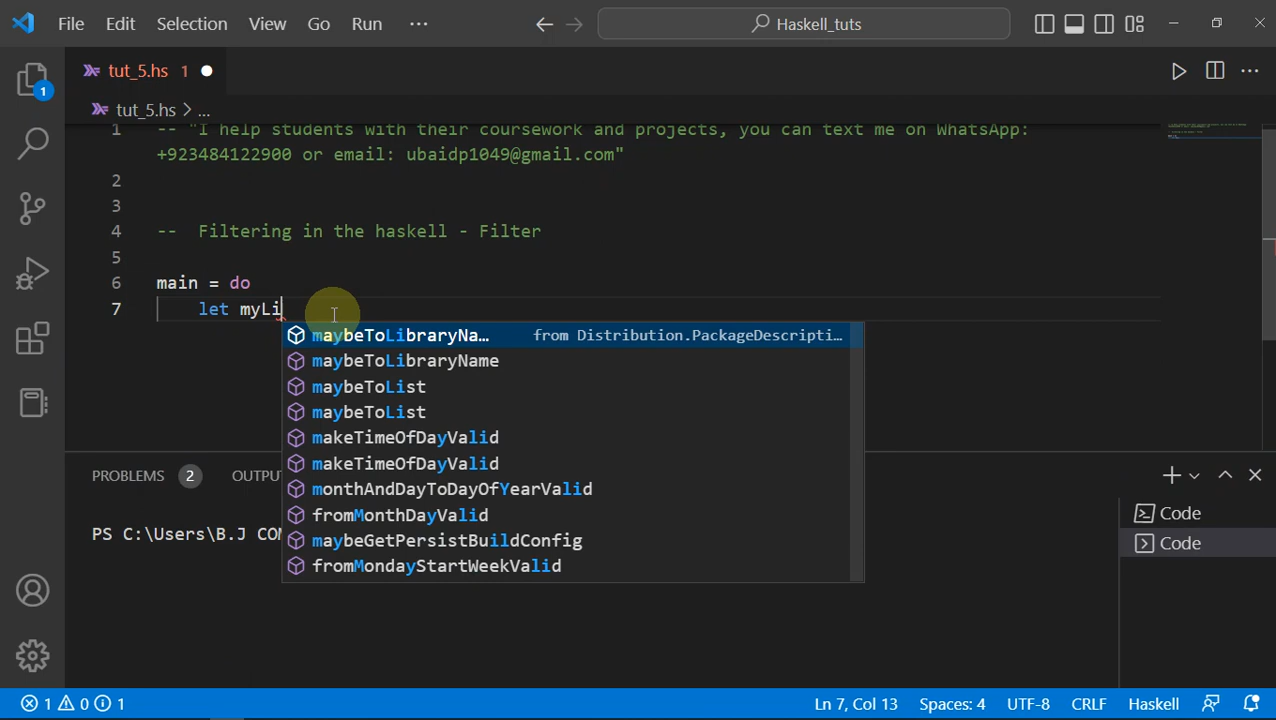 File Edit Selection View Go Run ··· Haskell_tuts
tut_5.hs 1
tut_5.hs > ...
1 -- "I help students with their coursework and projects, you can text me on WhatsApp:
+923484122900 or email: ubaidp1049@gmail.com"
2
3
4 -- Filtering in the haskell - Filter
5
6 main = do
7 let myLi
maybeToLibraryNa... from Distribution.PackageDescripti...
maybeToLibraryName
maybeToList
maybeToList
makeTimeOfDayValid
makeTimeOfDayValid
monthAndDayToDayOfYearValid
fromMonthDayValid
maybeGetPersistBuildConfig
fromMondayStartWeekValid
1
PROBLEMS 2 OUTPU
PS C:\Users\B.J COM
Code
Code
1 0 1 Ln 7, Col 13 Spaces: 4 UTF-8 CRLF Haskell